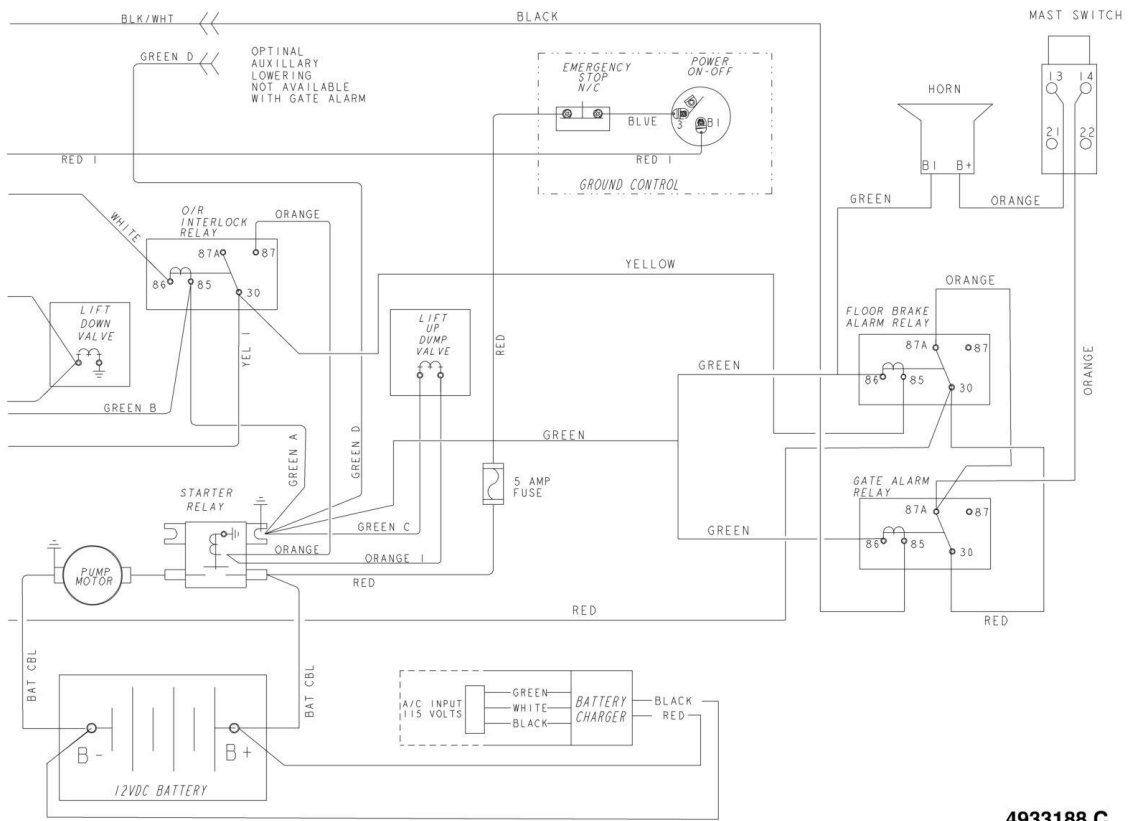 BLK/WHT
BLACK
MAST SWITCH
GREEN D
OPTINAL
AUXILLARY
LOWERING
NOT AVAILABLE
WITH GATE ALARM
EMERGENCY
STOP
N/C
POWER
ON-OFF
BLUE
3
B1
RED 1
RED 1
GROUND CONTROL
HORN
B1 B+
13 14
21 22
GREEN
ORANGE
WHITE
O/R
INTERLOCK
RELAY
ORANGE
87A
87
86
85
30
YEL 1
YELLOW
LIFT
DOWN
VALVE
LIFT
UP
DUMP
VALVE
RED
ORANGE
FLOOR BRAKE
ALARM RELAY
87A
87
86
85
30
GREEN
ORANGE
GREEN B
GREEN A
GREEN D
GREEN
5 AMP
FUSE
STARTER
RELAY
GREEN C
ORANGE
ORANGE 1
RED
GATE ALARM
RELAY
87A
87
86
85
30
GREEN
RED
PUMP
MOTOR
RED
BAT CBL
BAT CBL
B -
B+
12VDC BATTERY
A/C INPUT
115 VOLTS
GREEN
WHITE
BLACK
BATTERY
CHARGER
BLACK
RED
4933188 C